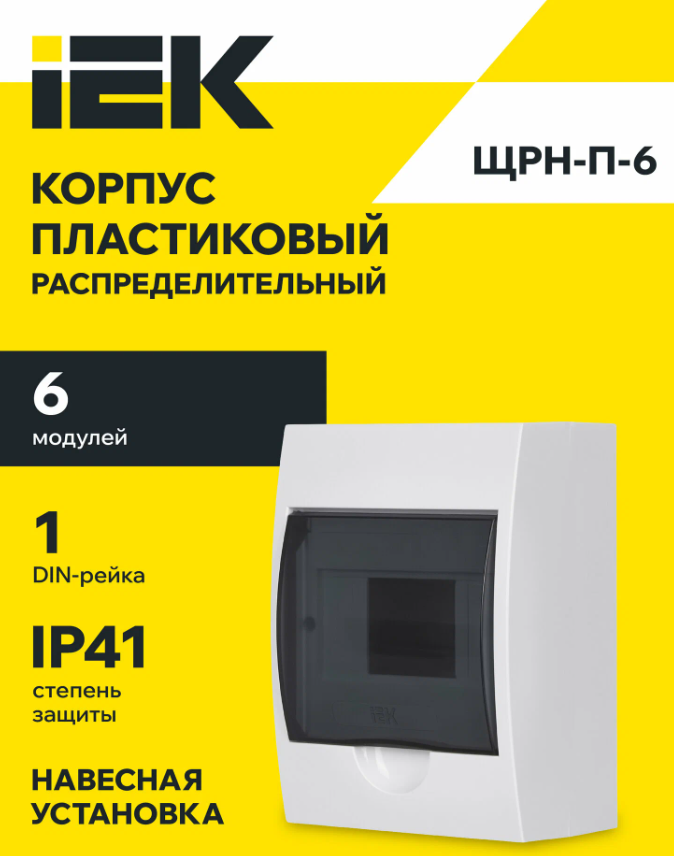 IEK
ЩРН-П-6
КОРПУС
ПЛАСТИКОВЫЙ
РАСПРЕДЕЛИТЕЛЬНЫЙ
6
модулей
1
DIN-рейка
IP41
степень
защиты
НАВЕСНАЯ
УСТАНОВКА
IEK